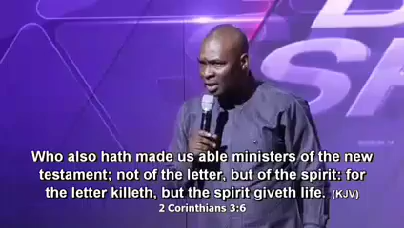 Who also hath made us able ministers of the new
testament; not of the letter, but of the spirit: for
the letter killeth, but the spirit giveth life. (KJV)
2 Corinthians 3:6